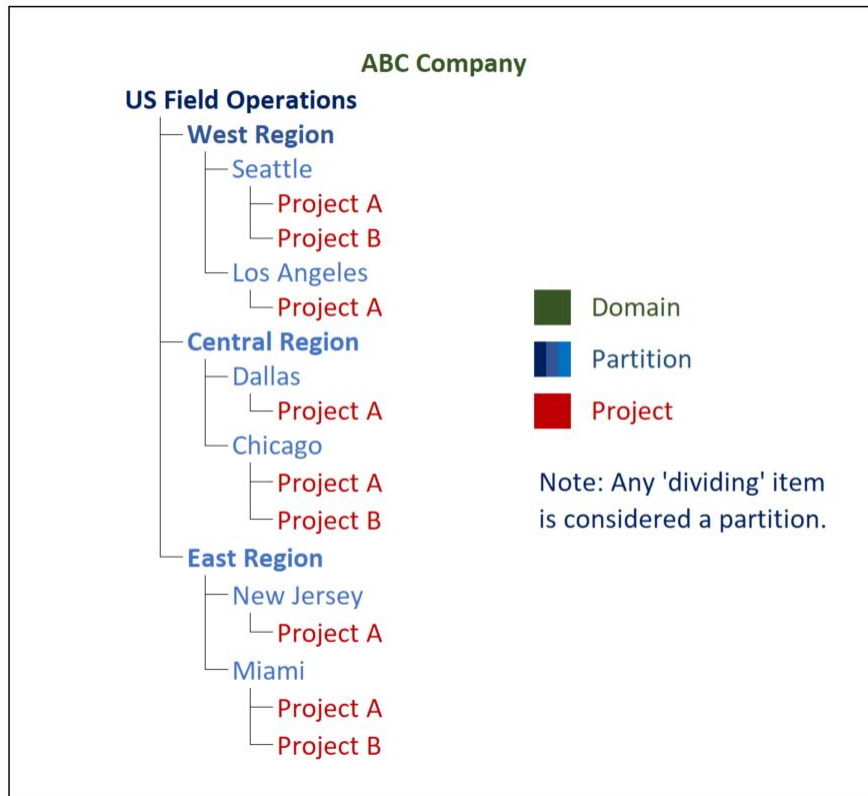 ABC Company
US Field Operations
West Region
Seattle
Project A
Project B
Los Angeles
Project A
Central Region
Dallas
Project A
Chicago
Project A
Project B
East Region
New Jersey
Project A
Miami
Project A
Project B
Domain
Partition
Project
Note: Any 'dividing' item
is considered a partition.